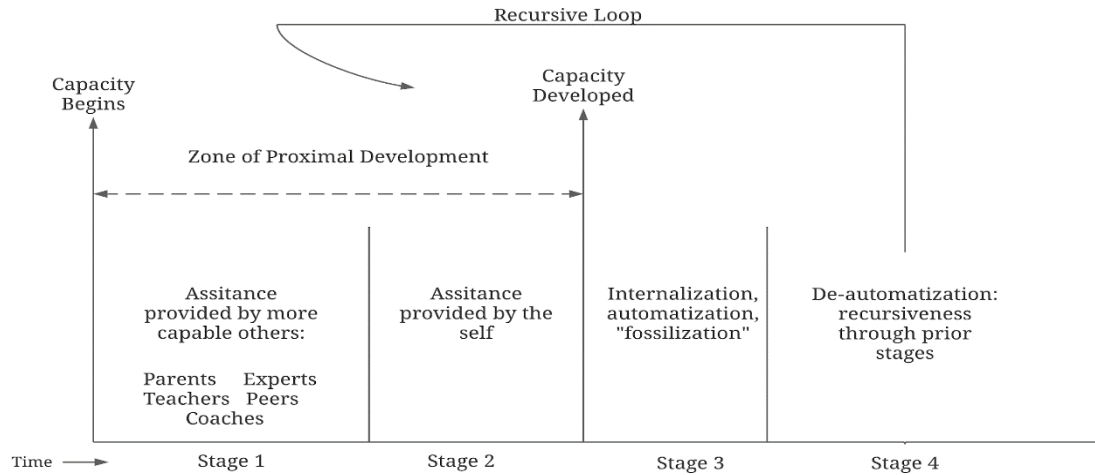 Recursive Loop
Capacity
Begins
Capacity
Developed
Zone of Proximal Development
Assitance
provided by more
capable others:
Parents Experts
Teachers Peers
Coaches
Assitance
provided by the
self
Internalization,
automatization,
"fossilization"
De-automatization:
recursiveness
through prior
stages
Time
Stage 1
Stage 2
Stage 3
Stage 4